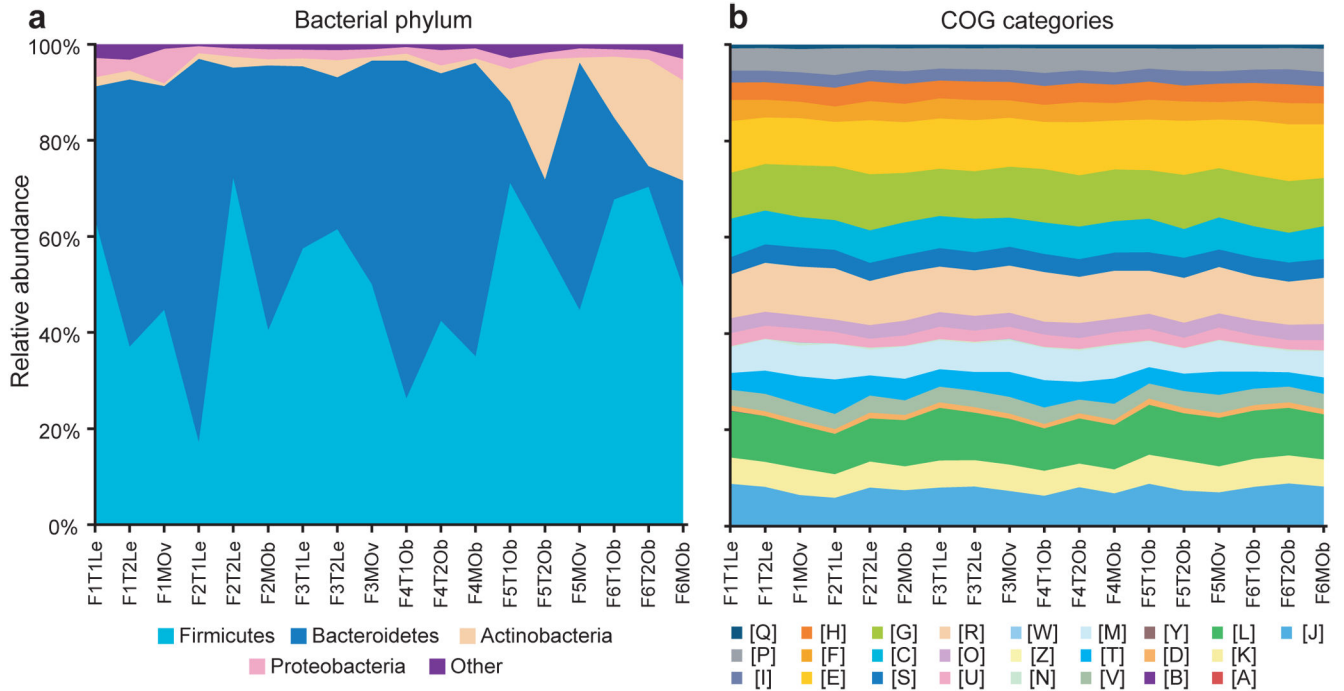 a Bacterial phylum
100%
80%
60%
40%
20%
0%
Relative abundance
F1T1Le F1T2Le F1MOv F2T1Le F2T2Le F2MOb F3T1Le F3T2Le F3MOv F4T1Ob F4T2Ob F4MOb F5T1Ob F5T2Ob F5MOv F6T1Ob F6T2Ob F6MOb
Firmicutes Bacteroidetes Actinobacteria
Proteobacteria Other
b COG categories
F1T1Le F1T2Le F1MOv F2T1Le F2T2Le F2MOb F3T1Le F3T2Le F3MOv F4T1Ob F4T2Ob F4MOb F5T1Ob F5T2Ob F5MOv F6T1Ob F6T2Ob F6MOb
[Q] [H] [G] [R] [W] [M] [Y] [L] [J]
[P] [F] [C] [O] [Z] [T] [D] [K]
[I] [E] [S] [U] [N] [V] [B] [A]